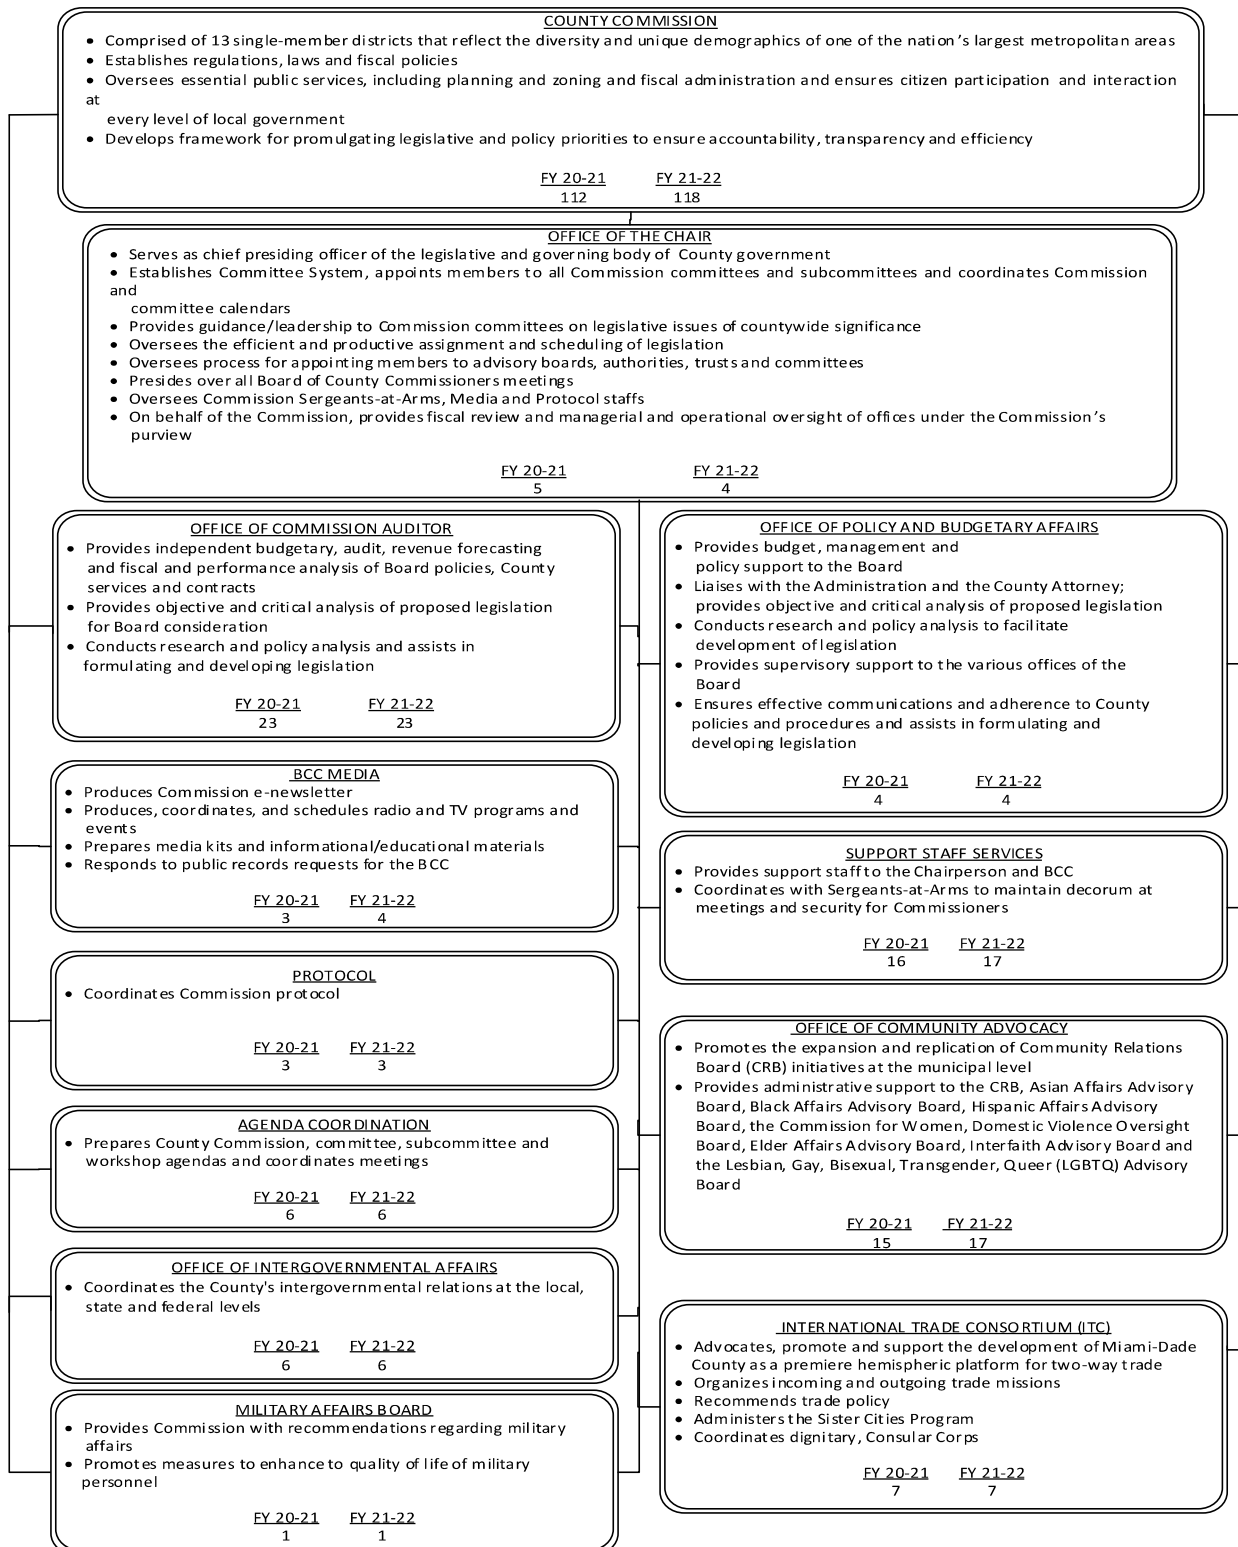 COUNTY COMMISSION
• Comprised of 13 single-member districts that reflect the diversity and unique demographics of one of the nation's largest metropolitan areas
• Establishes regulations, laws and fiscal policies
• Oversees essential public services, including planning and zoning and fiscal administration and ensures citizen participation and interaction
at
every level of local government
• Develops framework for promulgating legislative and policy priorities to ensure accountability, transparency and efficiency
FY 20-21 FY 21-22
112 118
OFFICE OF THE CHAIR
• Serves as chief presiding officer of the legislative and governing body of County government
• Establishes Committee System, appoints members to all Commission committees and subcommittees and coordinates Commission
and
committee calendars
• Provides guidance/leadership to Commission committees on legislative issues of countywide significance
• Oversees the efficient and productive assignment and scheduling of legislation
• Oversees process for appointing members to advisory boards, authorities, trusts and committees
• Presides over all Board of County Commissioners meetings
• Oversees Commission Sergeants-at-Arms, Media and Protocol staffs
• On behalf of the Commission, provides fiscal review and managerial and operational oversight of offices under the Commission's
purview
FY 20-21 FY 21-22
5 4
OFFICE OF COMMISSION AUDITOR
• Provides independent budgetary, audit, revenue forecasting
and fiscal and performance analysis of Board policies, County
services and contracts
• Provides objective and critical analysis of proposed legislation
for Board consideration
• Conducts research and policy analysis and assists in
formulating and developing legislation
FY 20-21 FY 21-22
23 23
OFFICE OF POLICY AND BUDGETARY AFFAIRS
• Provides budget, management and
policy support to the Board
• Liaises with the Administration and the County Attorney;
provides objective and critical analysis of proposed legislation
• Conducts research and policy analysis to facilitate
development of legislation
• Provides supervisory support to the various offices of the
Board
• Ensures effective communications and adherence to County
policies and procedures and assists in formulating and
developing legislation
FY 20-21 FY 21-22
4 4
BCC MEDIA
• Produces Commission e-newsletter
• Produces, coordinates, and schedules radio and TV programs and
events
• Prepares media kits and informational/educational materials
• Responds to public records requests for the BCC
FY 20-21 FY 21-22
3 4
SUPPORT STAFF SERVICES
• Provides support staff to the Chairperson and BCC
• Coordinates with Sergeants-at-Arms to maintain decorum at
meetings and security for Commissioners
FY 20-21 FY 21-22
16 17
PROTOCOL
• Coordinates Commission protocol
FY 20-21 FY 21-22
3 3
OFFICE OF COMMUNITY ADVOCACY
• Promotes the expansion and replication of Community Relations
Board (CRB) initiatives at the municipal level
• Provides administrative support to the CRB, Asian Affairs Advisory
Board, Black Affairs Advisory Board, Hispanic Affairs Advisory
Board, the Commission for Women, Domestic Violence Oversight
Board, Elder Affairs Advisory Board, Interfaith Advisory Board and
the Lesbian, Gay, Bisexual, Transgender, Queer (LGBTQ) Advisory
Board
FY 20-21 FY 21-22
15 17
AGENDA COORDINATION
• Prepares County Commission, committee, subcommittee and
workshop agendas and coordinates meetings
FY 20-21 FY 21-22
6 6
OFFICE OF INTERGOVERNMENTAL AFFAIRS
• Coordinates the County's intergovernmental relations at the local,
state and federal levels
FY 20-21 FY 21-22
6 6
INTERNATIONAL TRADE CONSORTIUM (ITC)
• Advocates, promote and support the development of Miami-Dade
County as a premiere hemispheric platform for two-way trade
• Organizes incoming and outgoing trade missions
• Recommends trade policy
• Administers the Sister Cities Program
• Coordinates dignitary, Consular Corps
FY 20-21 FY 21-22
7 7
MILITARY AFFAIRS BOARD
• Provides Commission with recommendations regarding military
affairs
• Promotes measures to enhance to quality of life of military
personnel
FY 20-21 FY 21-22
1 1